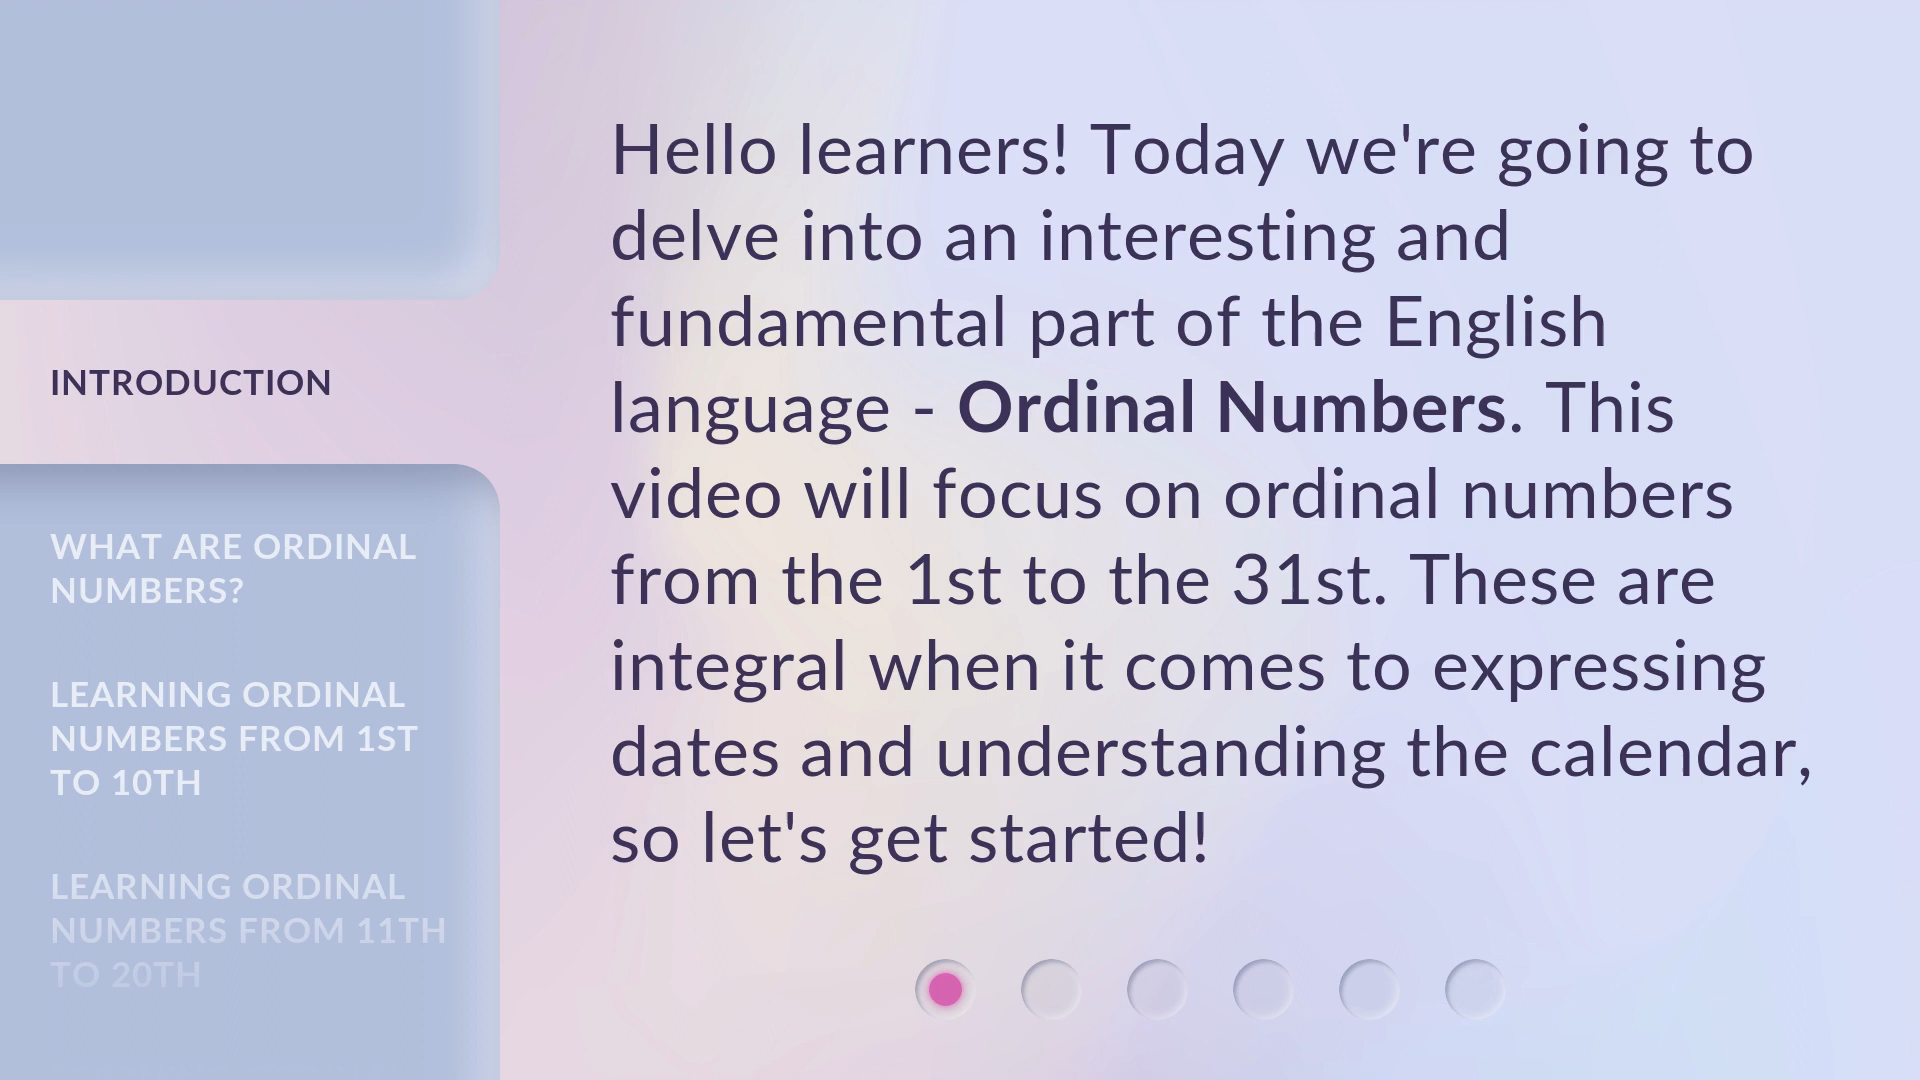 INTRODUCTION
WHAT ARE ORDINAL
NUMBERS?
LEARNING ORDINAL
NUMBERS FROM 1ST
TO 10TH
LEARNING ORDINAL
NUMBERS FROM 11TH
TO 20TH
Hello learners! Today we're going to
delve into an interesting and
fundamental part of the English
language - Ordinal Numbers. This
video will focus on ordinal numbers
from the 1st to the 31st. These are
integral when it comes to expressing
dates and understanding the calendar,
so let's get started!